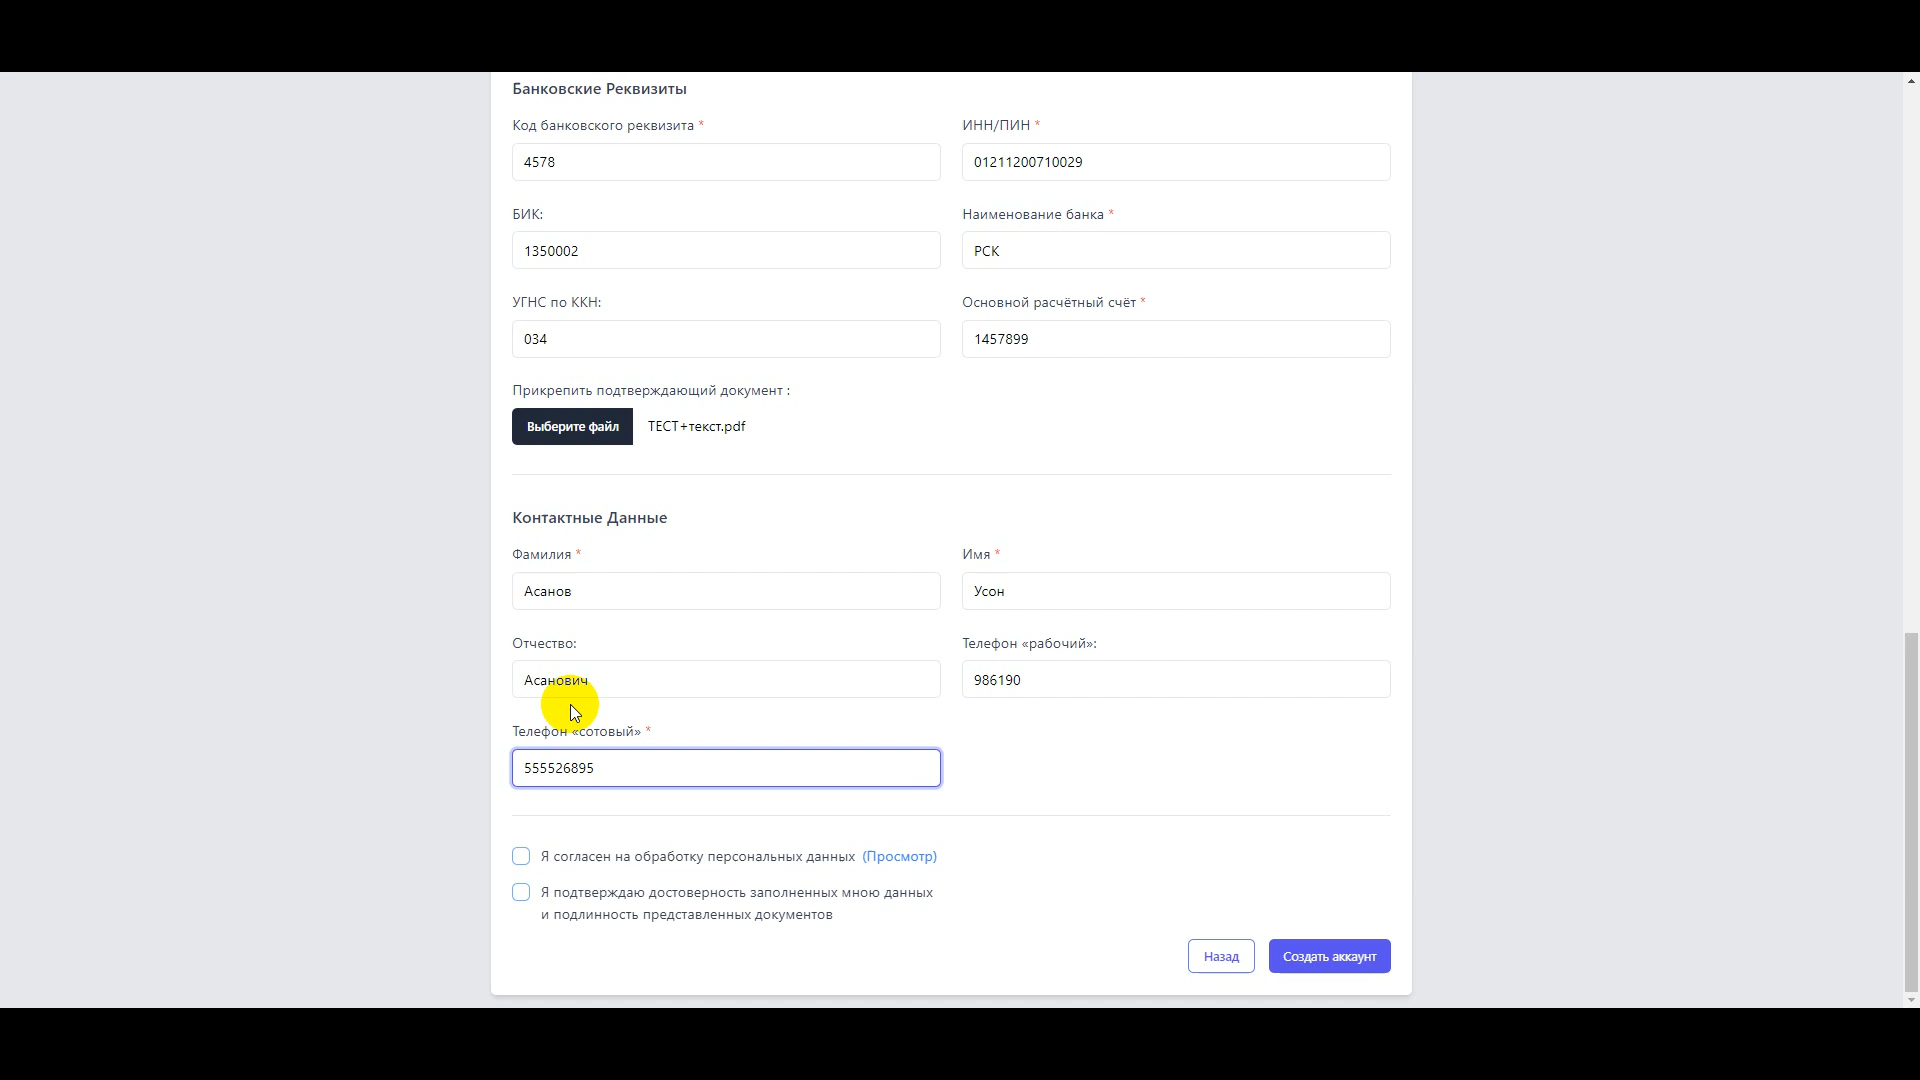 Банковские Реквизиты
Код банковского реквизита *
ИНН/ПИН *
4578
01211200710029
БИК:
Наименование банка *
1350002
РСК
УГНС по ККН:
Основной расчётный счёт *
034
1457899
Прикрепить подтверждающий документ :
Выберите файл
ТЕСТ+текст.pdf
Контактные Данные
Фамилия *
Имя *
Асанов
Усон
Отчество:
Телефон «рабочий»:
Асанович
986190
Телефон «сотовый» *
555526895
Я согласен на обработку персональных данных (Просмотр)
Я подтверждаю достоверность заполненных мною данных
и подлинность представленных документов
Назад
Создать аккаунт